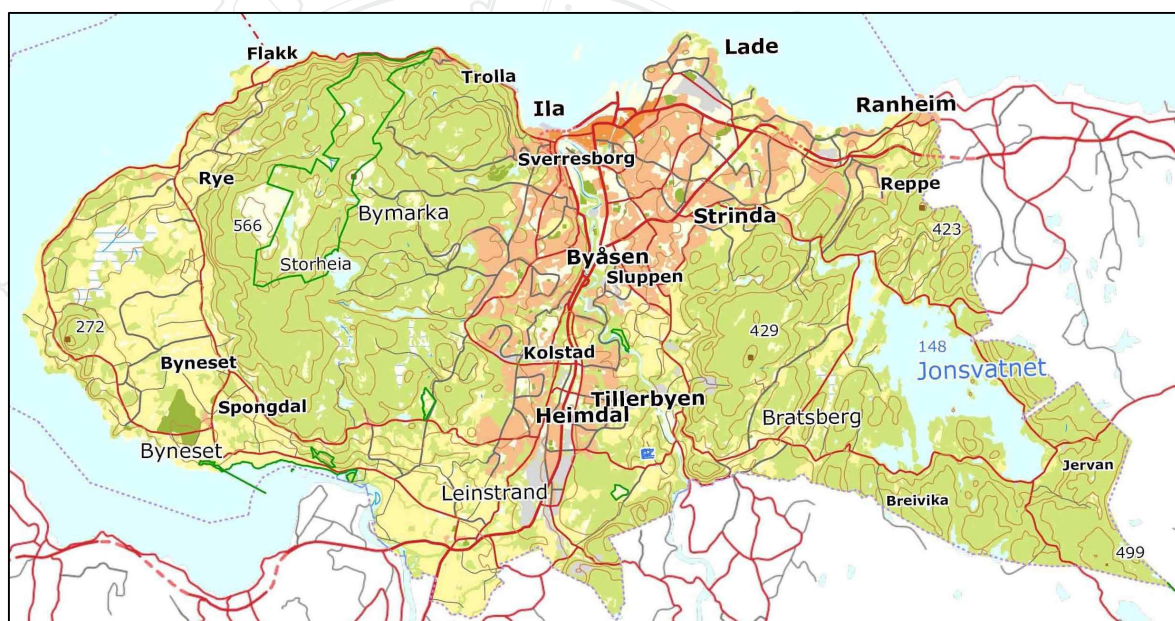 Lade
Flakk
Trolla
Ila
Ranheim
Sverresborg
Rye
Reppe
Bymarka
Strinda
566
423
Byåsen
Storheia
Sluppen
272
429
148
Kolstad
Jonsvatnet
Byneset
Tillerbyen
Spongdal
Heimdal
Bratsberg
Byneset
Jervan
Leinstrand
Breivika
499